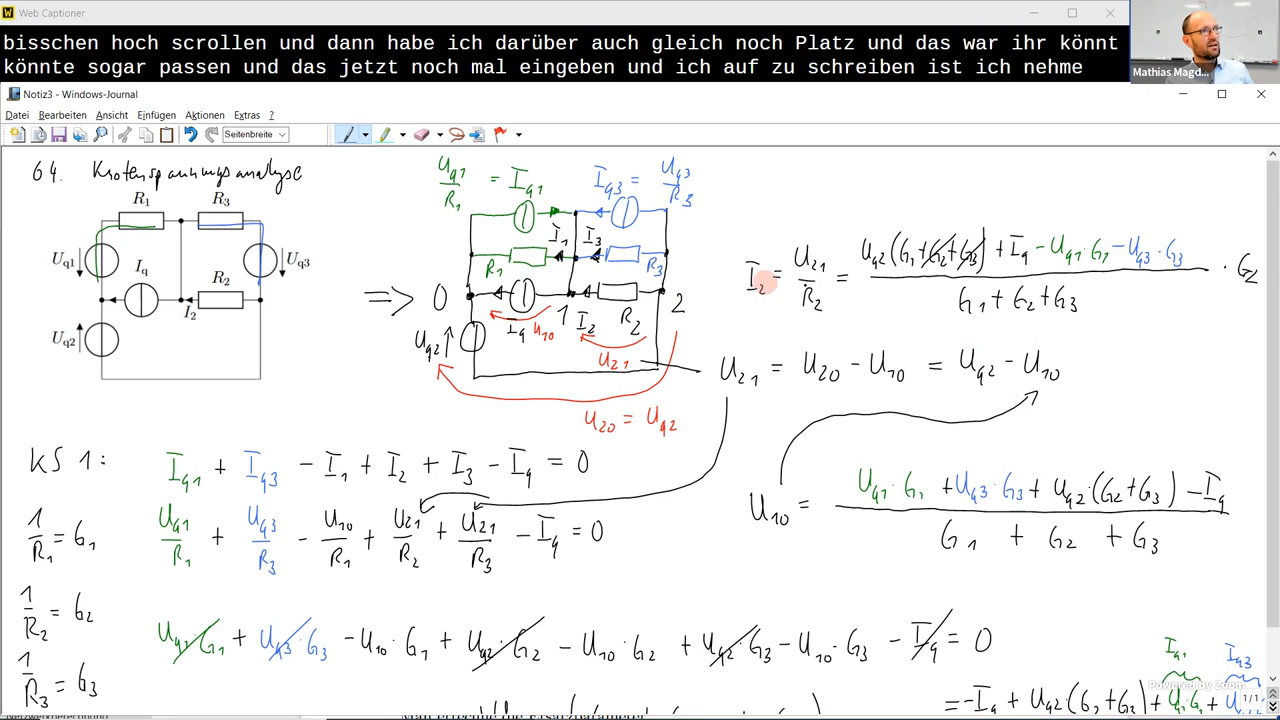 Web Captioner
bisschen hoch scrollen und dann habe ich darüber auch gleich noch Platz und das war ihr könnt
könnte sogar passen und das jetzt noch mal eingeben und ich auf zu schreiben ist ich nehme
Mathias Magd...
Notiz3 - Windows-Journal
Datei Bearbeiten Ansicht Einfügen Aktionen Extras ?
Seitenbreite
64. Knotenspannungsanalyse
R1 R3
Uq1 Iq Uq3
R2
I2
Uq2
Uq1/R1 = Iq1 Iq3 = Uq3/R3
I1 I3
R1 R3
=> 0 1 2
Iq U10 I2 R2
Uq2 U21
U20 = Uq2
I2 = U21/R2 = (Uq2(G1+G2+G3) + Iq - Uq1·G1 - Uq3·G3)/(G1 + G2 + G3) · G2
U21 = U20 - U10 = Uq2 - U10
U10 = (Uq1·G1 + Uq3·G3 + Uq2·(G2+G3) - Iq)/(G1 + G2 + G3)
KS 1: Iq1 + Iq3 - I1 + I2 + I3 - Iq = 0
1/R1 = G1 Uq1/R1 + Uq3/R3 - U10/R1 + U21/R2 + U21/R3 - Iq = 0
1/R2 = G2
Uq1·G1 + Uq3·G3 - U10·G1 + Uq2·G2 - U10·G2 + Uq2·G3 - U10·G3 - Iq = 0
1/R3 = G3
Iq1 Iq3
Powered by Zoom
1/1